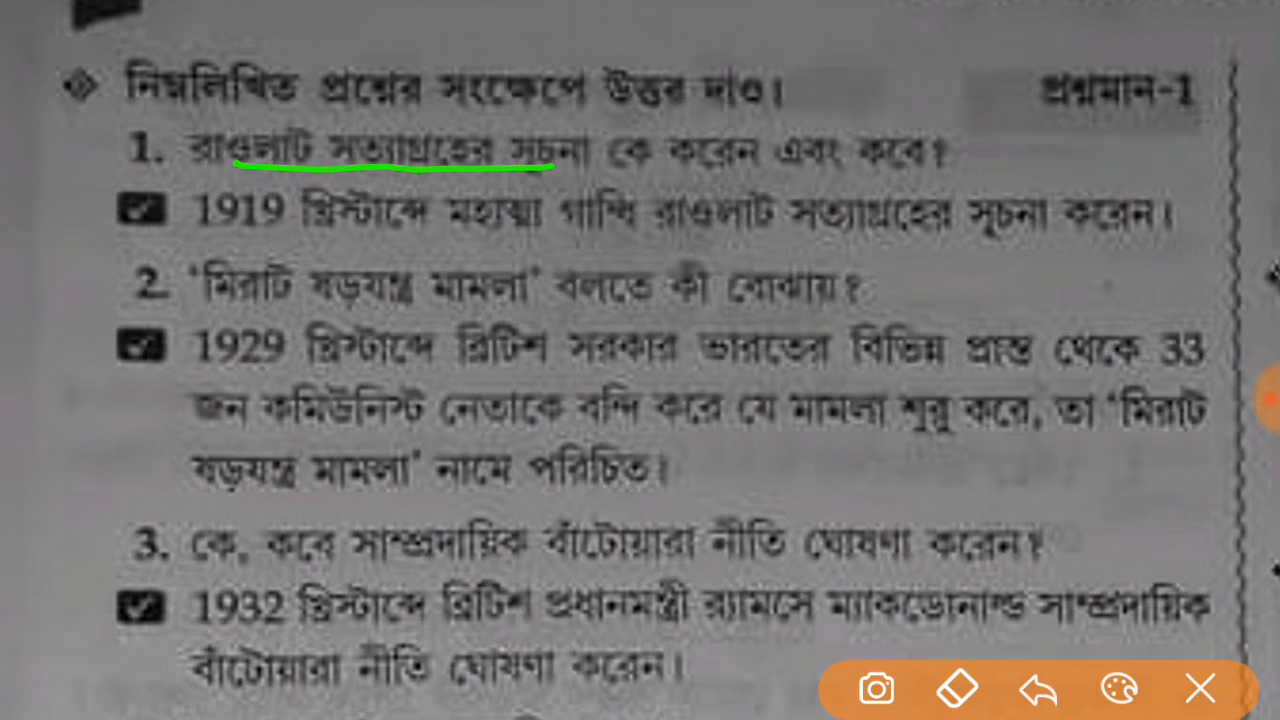 নিম্নলিখিত প্রশ্নের সংক্ষেপে উত্তর দাও। প্রশ্নমান-1
1. রাওলাট সত্যাগ্রহের সূচনা কে করেন এবং কবে?
1919 খ্রিস্টাব্দে মহাত্মা গান্ধি রাওলাট সত্যাগ্রহের সূচনা করেন।
2. 'মিরাট ষড়যন্ত্র মামলা' বলতে কী বোঝায়?
1929 খ্রিস্টাব্দে ব্রিটিশ সরকার ভারতের বিভিন্ন প্রান্ত থেকে 33
জন কমিউনিস্ট নেতাকে বন্দি করে যে মামলা শুরু করে, তা 'মিরাট
ষড়যন্ত্র মামলা' নামে পরিচিত।
3. কে, কবে সাম্প্রদায়িক বাঁটোয়ারা নীতি ঘোষণা করেন?
1932 খ্রিস্টাব্দে ব্রিটিশ প্রধানমন্ত্রী র‍্যামসে ম্যাকডোনাল্ড সাম্প্রদায়িক
বাঁটোয়ারা নীতি ঘোষণা করেন।